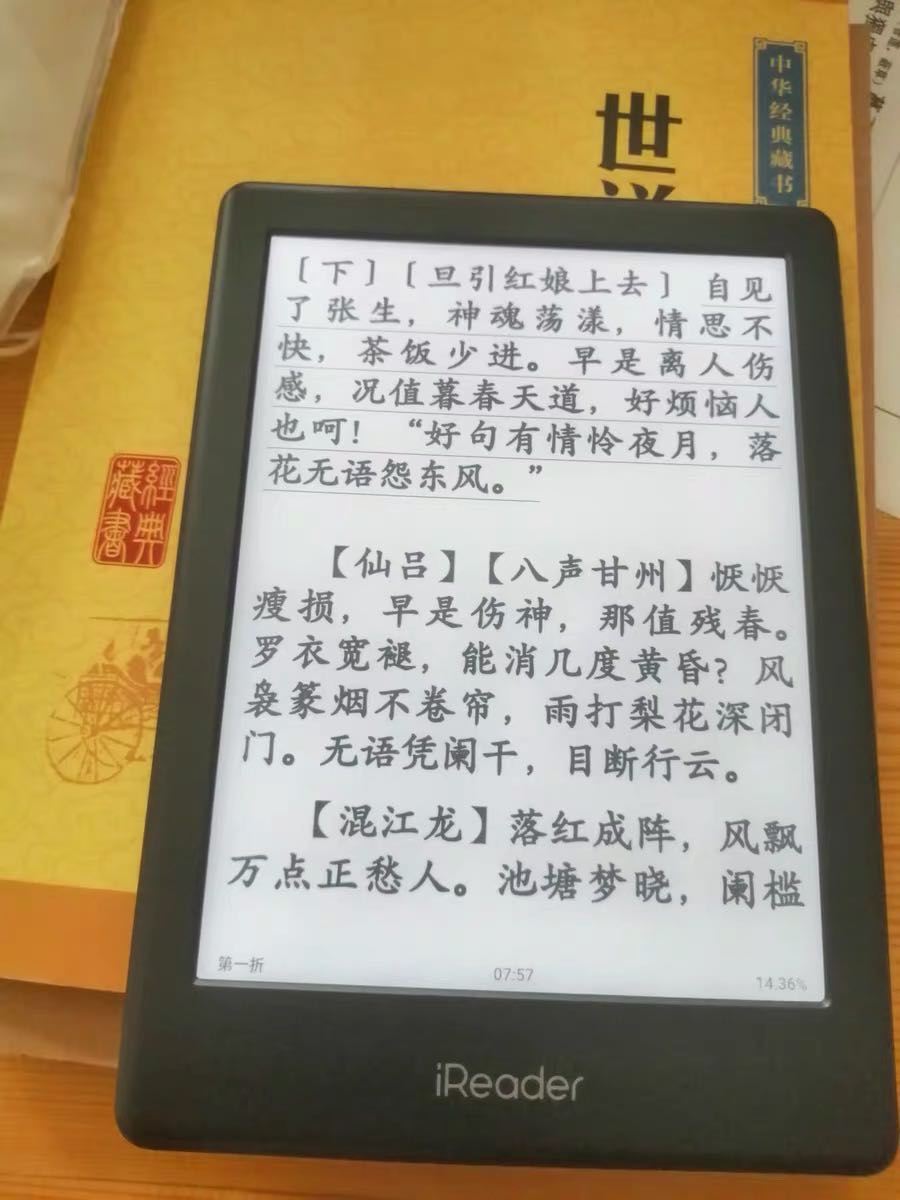 中华经典藏书
世
經典
藏書
〔下〕〔旦引红娘上去〕自见
了张生，神魂荡漾，情思不
快，茶饭少进。早是离人伤
感，况值暮春天道，好烦恼人
也呵！“好句有情怜夜月，落
花无语怨东风。”
【仙吕】【八声甘州】恹恹
瘦损，早是伤神，那值残春。
罗衣宽褪，能消几度黄昏？风
袅篆烟不卷帘，雨打梨花深闭
门。无语凭阑干，目断行云。
【混江龙】落红成阵，风飘
万点正愁人。池塘梦晓，阑槛
第一折
07:57
14.36%
iReader